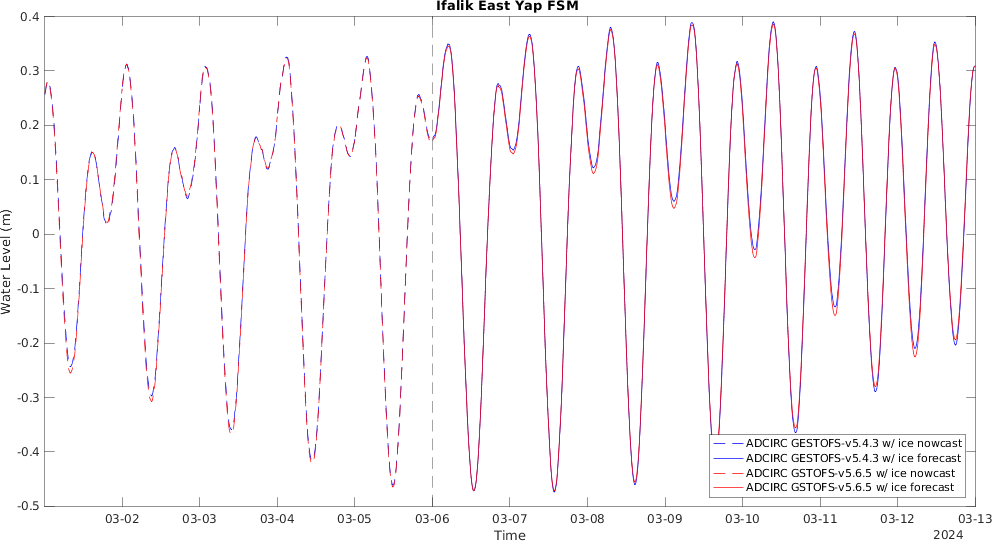 Ifalik East Yap FSM
0.4
0.3
0.2
0.1
0
-0.1
-0.2
-0.3
-0.4
-0.5
Water Level (m)
ADCIRC GESTOFS-v5.4.3 w/ ice nowcast
ADCIRC GESTOFS-v5.4.3 w/ ice forecast
ADCIRC GSTOFS-v5.6.5 w/ ice nowcast
ADCIRC GSTOFS-v5.6.5 w/ ice forecast
03-02 03-03 03-04 03-05 03-06 03-07 03-08 03-09 03-10 03-11 03-12 03-13
Time
2024